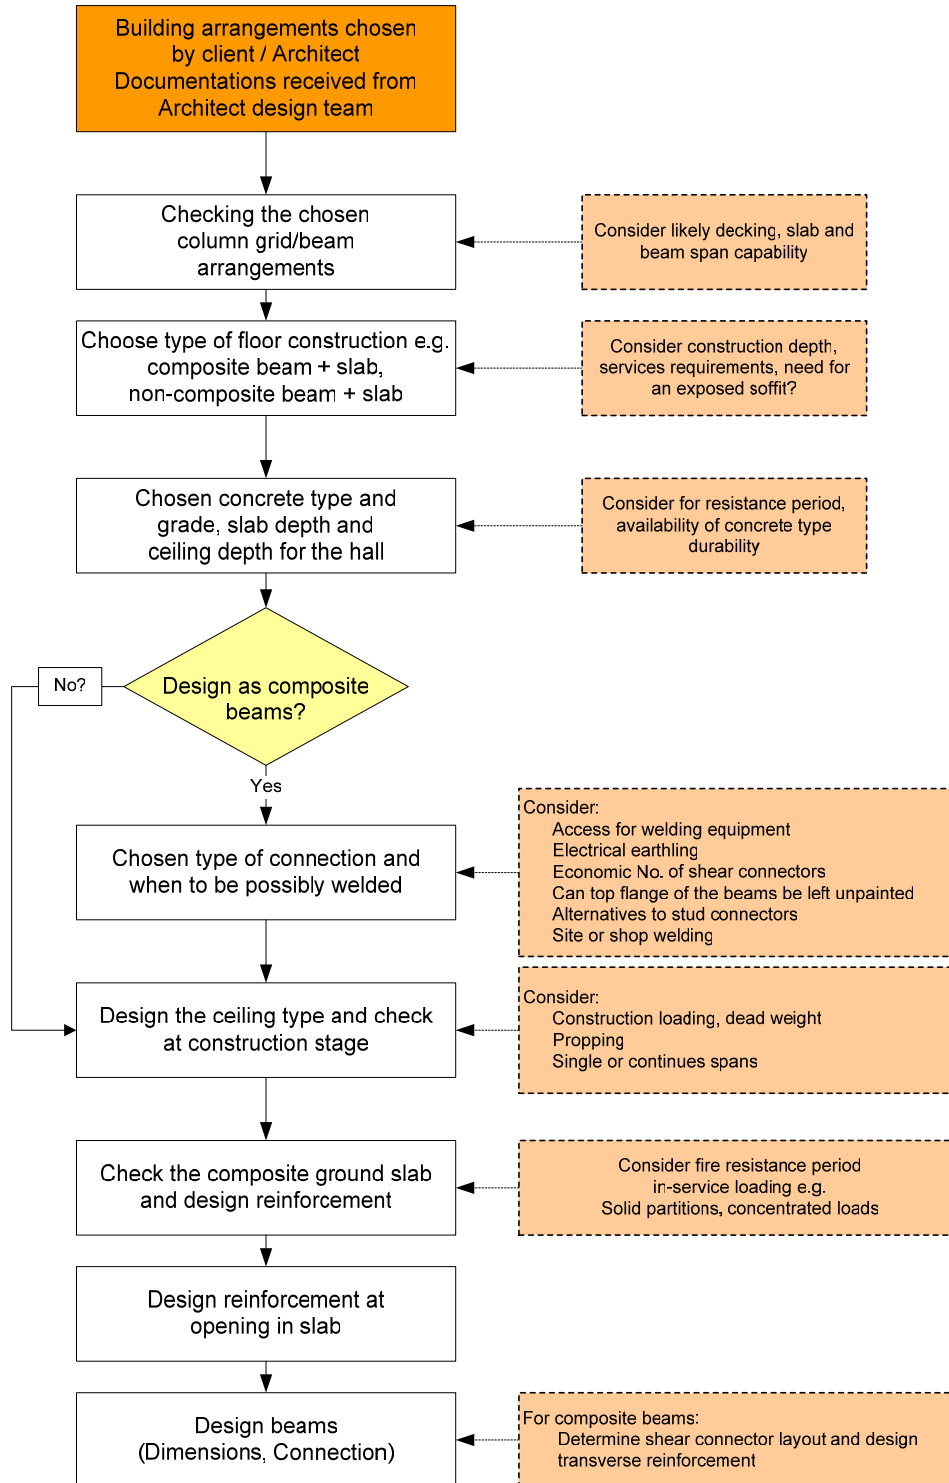 Building arrangements chosen
by client / Architect
Documentations received from
Architect design team
Checking the chosen
column grid/beam
arrangements
Consider likely decking, slab and
beam span capability
Choose type of floor construction e.g.
composite beam + slab,
non-composite beam + slab
Consider construction depth,
services requirements, need for
an exposed soffit?
Chosen concrete type and
grade, slab depth and
ceiling depth for the hall
Consider for resistance period,
availability of concrete type
durability
No?
Design as composite
beams?
Yes
Chosen type of connection and
when to be possibly welded
Consider:
Access for welding equipment
Electrical earthling
Economic No. of shear connectors
Can top flange of the beams be left unpainted
Alternatives to stud connectors
Site or shop welding
Design the ceiling type and check
at construction stage
Consider:
Construction loading, dead weight
Propping
Single or continues spans
Check the composite ground slab
and design reinforcement
Consider fire resistance period
in-service loading e.g.
Solid partitions, concentrated loads
Design reinforcement at
opening in slab
Design beams
(Dimensions, Connection)
For composite beams:
Determine shear connector layout and design
transverse reinforcement